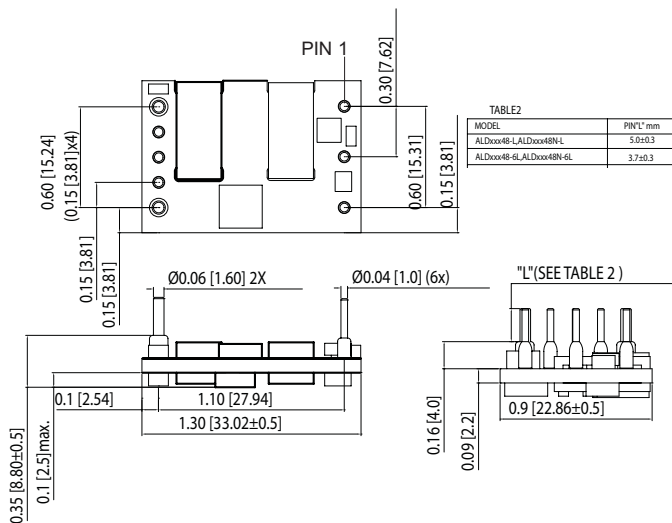 PIN 1
0.30 [7.62]
0.60 [15.24]
(0.15 [3.81]x4)
0.15 [3.81]
0.15 [3.81]
0.60 [15.31]
0.15 [3.81]
TABLE2
MODEL PIN"L" mm
ALDxxx48-L,ALDxxx48N-L 5.0±0.3
ALDxxx48-6L,ALDxxx48N-6L 3.7±0.3
Ø0.06 [1.60] 2X
Ø0.04 [1.0] (6x)
"L"(SEE TABLE 2 )
0.1 [2.54]
1.10 [27.94]
1.30 [33.02±0.5]
0.35 [8.80±0.5]
0.1 [2.5]max.
0.16 [4.0]
0.09 [2.2]
0.9 [22.86±0.5]